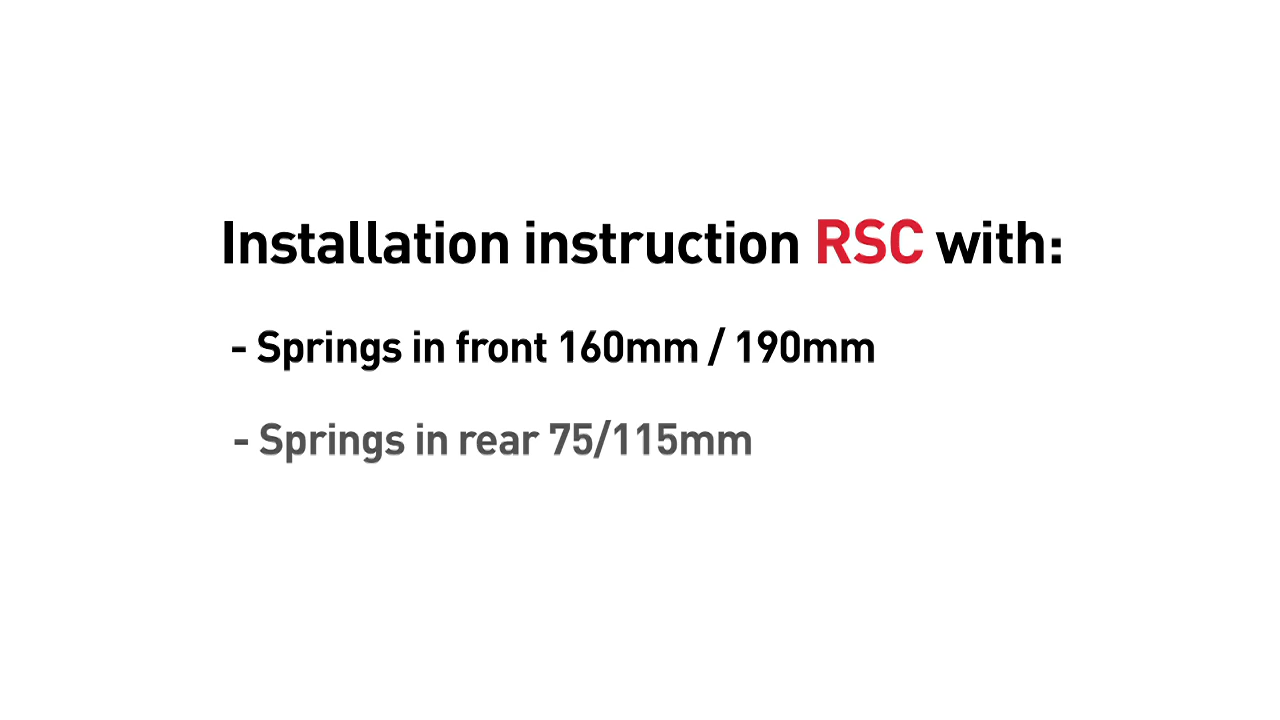 Installation instruction RSC with:
- Springs in front 160mm / 190mm
- Springs in rear 75/115mm